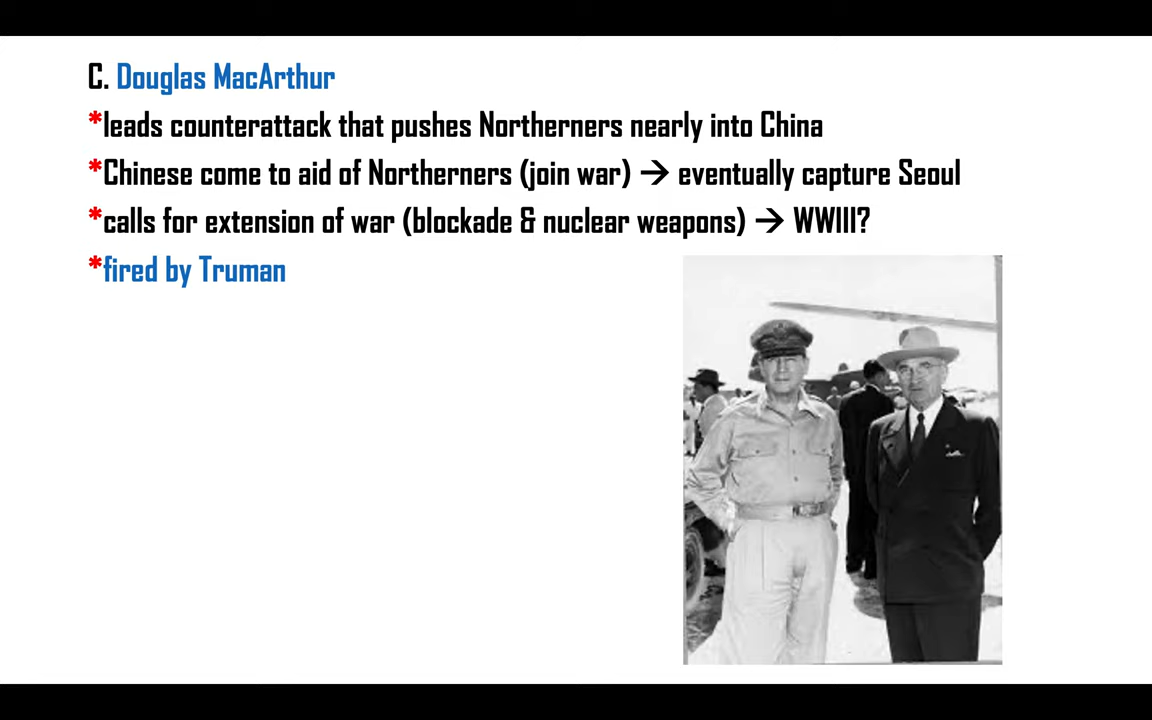 C. Douglas MacArthur
*leads counterattack that pushes Northerners nearly into China
*Chinese come to aid of Northerners (join war) → eventually capture Seoul
*calls for extension of war (blockade & nuclear weapons) → WWIII?
*fired by Truman